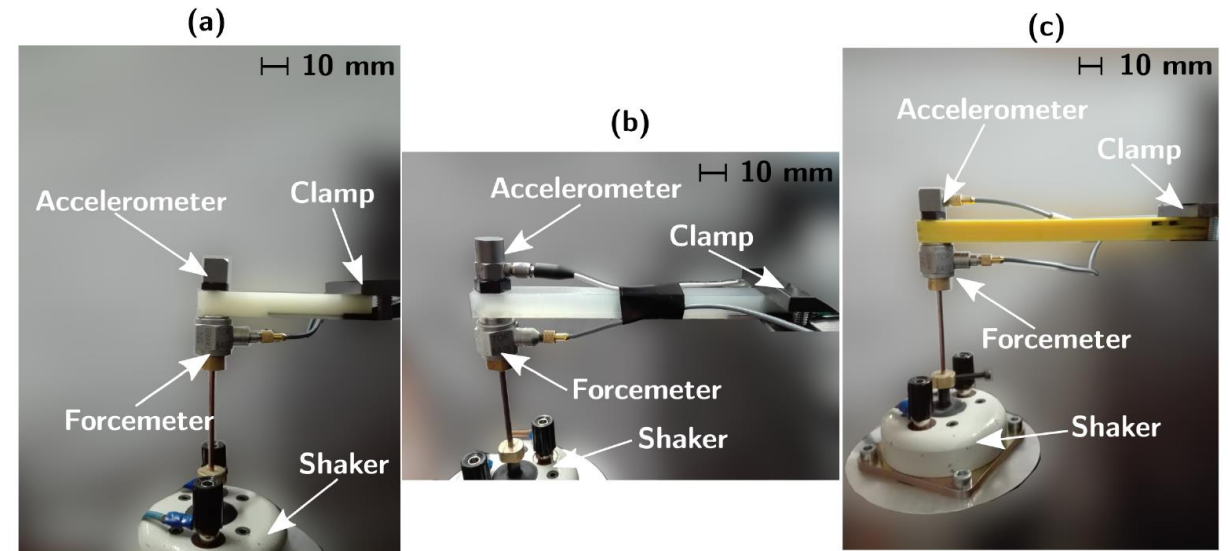 (a)
10 mm
Accelerometer
Clamp
Forcemeter
Shaker
(b)
10 mm
Accelerometer
Clamp
Forcemeter
Shaker
(c)
10 mm
Accelerometer
Clamp
Forcemeter
Shaker